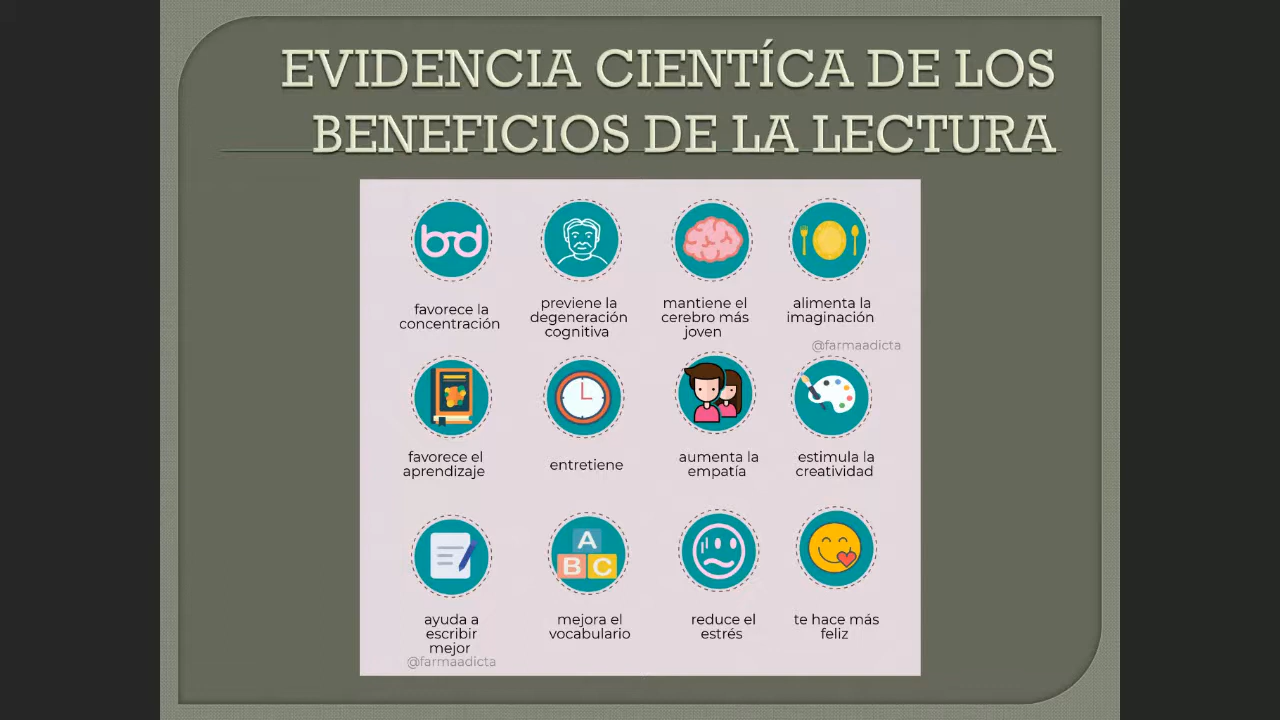 EVIDENCIA CIENTÍCA DE LOS
BENEFICIOS DE LA LECTURA
favorece la
concentración
previene la
degeneración
cognitiva
mantiene el
cerebro más
joven
alimenta la
imaginación
@farmaadicta
favorece el
aprendizaje
entretiene
aumenta la
empatía
estimula la
creatividad
A
B C
ayuda a
escribir
mejor
@farmaadicta
mejora el
vocabulario
reduce el
estrés
te hace más
feliz